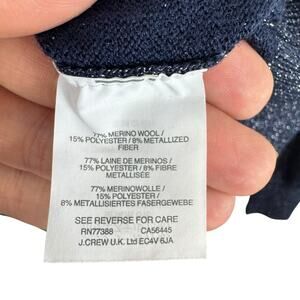 77% MERINO WOOL /
15% POLYESTER / 8% METALLIZED
FIBER
77% LAINE DE MERINOS /
15% POLYESTER / 8% FIBRE
METALLISÉE
77% MERINOWOLLE /
15% POLYESTER /
8% METALLISIERTES FASERGEWEBE
SEE REVERSE FOR CARE
RN77388 CA56445
J.CREW U.K. Ltd EC4V 6JA